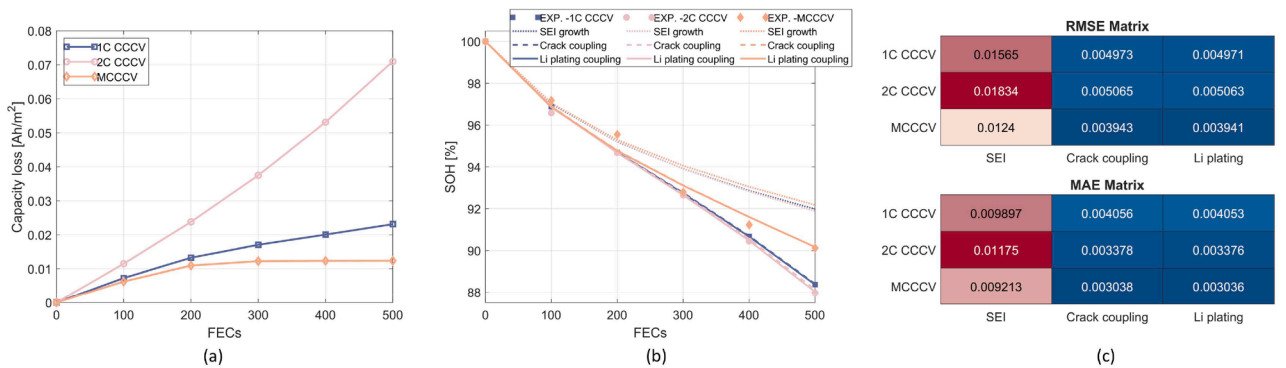 0.08
0.07
0.06
0.05
0.04
0.03
0.02
0.01
0
Capacity loss [Ah/m²]
1C CCCV
2C CCCV
MCCCV
0 100 200 300 400 500
FECs
(a)
EXP. -1C CCCV EXP. -2C CCCV EXP. -MCCCV
SEI growth SEI growth SEI growth
Crack coupling Crack coupling Crack coupling
Li plating coupling Li plating coupling Li plating coupling
100
98
96
94
92
90
88
SOH [%]
0 100 200 300 400 500
FECs
(b)
RMSE Matrix
1C CCCV 0.01565 0.004973 0.004971
2C CCCV 0.01834 0.005065 0.005063
MCCCV 0.0124 0.003943 0.003941
SEI Crack coupling Li plating
MAE Matrix
1C CCCV 0.009897 0.004056 0.004053
2C CCCV 0.01175 0.003378 0.003376
MCCCV 0.009213 0.003038 0.003036
SEI Crack coupling Li plating
(c)